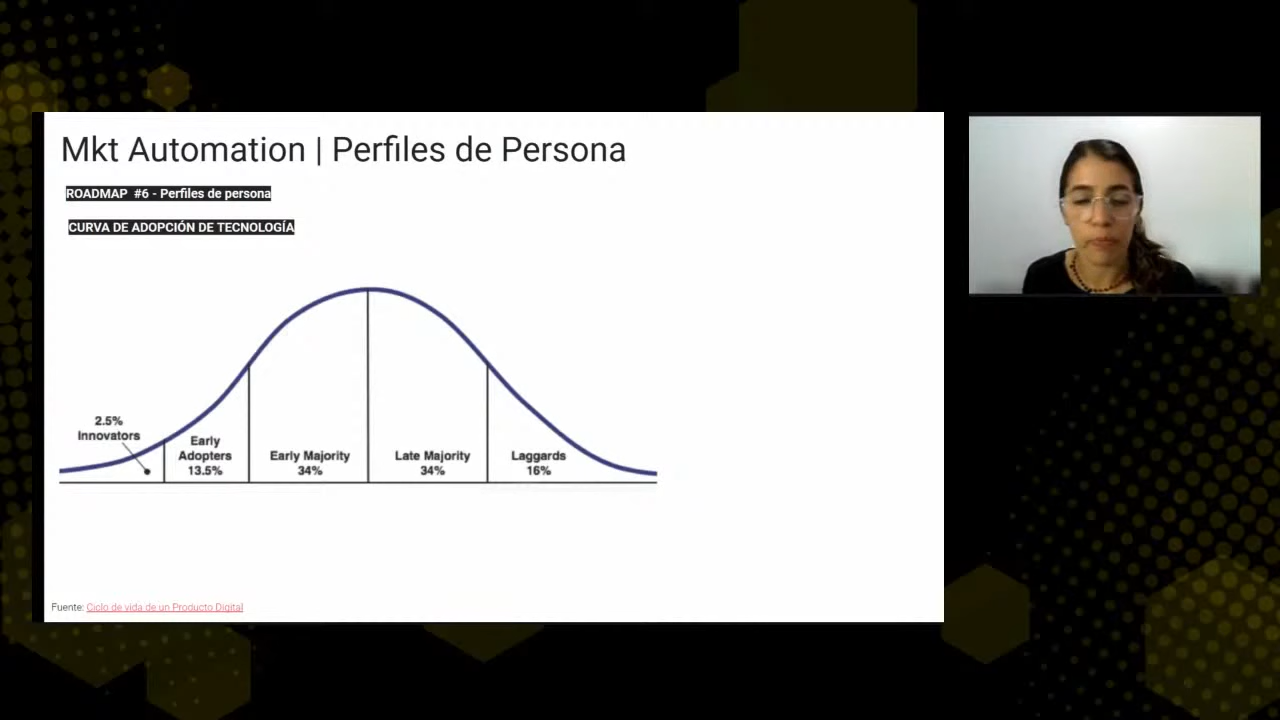 Mkt Automation | Perfiles de Persona
ROADMAP #6 - Perfiles de persona
CURVA DE ADOPCIÓN DE TECNOLOGÍA
2.5%
Innovators
Early
Adopters
13.5%
Early Majority
34%
Late Majority
34%
Laggards
16%
Fuente: Ciclo de vida de un Producto Digital